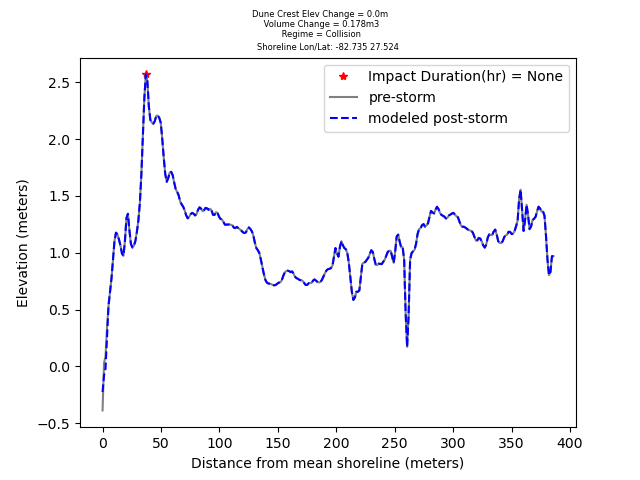 Dune Crest Elev Change = 0.0m
Volume Change = 0.178m3
Regime = Collision
Shoreline Lon/Lat: -82.735 27.524
Impact Duration(hr) = None
pre-storm
modeled post-storm
Elevation (meters)
2.5
2.0
1.5
1.0
0.5
0.0
−0.5
0 50 100 150 200 250 300 350 400
Distance from mean shoreline (meters)